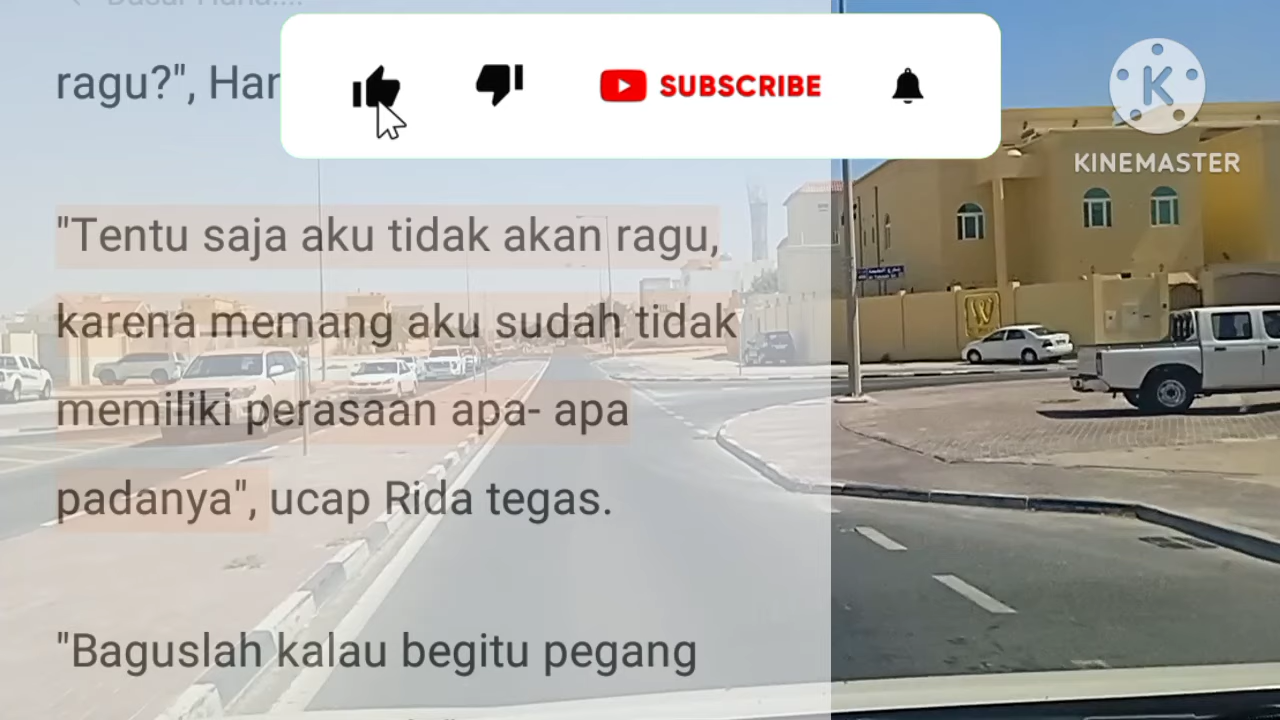 ragu?", Har
SUBSCRIBE
KINEMASTER
"Tentu saja aku tidak akan ragu,
karena memang aku sudah tidak
memiliki perasaan apa- apa
padanya", ucap Rida tegas.
"Baguslah kalau begitu pegang